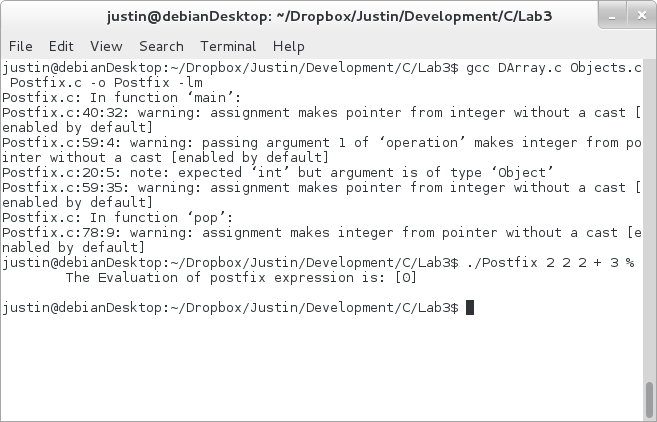 justin@debianDesktop: ~/Dropbox/Justin/Development/C/Lab3
File Edit View Search Terminal Help
justin@debianDesktop:~/Dropbox/Justin/Development/C/Lab3$ gcc DArray.c Objects.c
 Postfix.c -o Postfix -lm
Postfix.c: In function ‘main’:
Postfix.c:40:32: warning: assignment makes pointer from integer without a cast [
enabled by default]
Postfix.c:59:4: warning: passing argument 1 of ‘operation’ makes integer from po
inter without a cast [enabled by default]
Postfix.c:20:5: note: expected ‘int’ but argument is of type ‘Object’
Postfix.c:59:35: warning: assignment makes pointer from integer without a cast [
enabled by default]
Postfix.c: In function ‘pop’:
Postfix.c:78:9: warning: assignment makes integer from pointer without a cast [e
nabled by default]
justin@debianDesktop:~/Dropbox/Justin/Development/C/Lab3$ ./Postfix 2 2 2 + 3 %
        The Evaluation of postfix expression is: [0]
justin@debianDesktop:~/Dropbox/Justin/Development/C/Lab3$